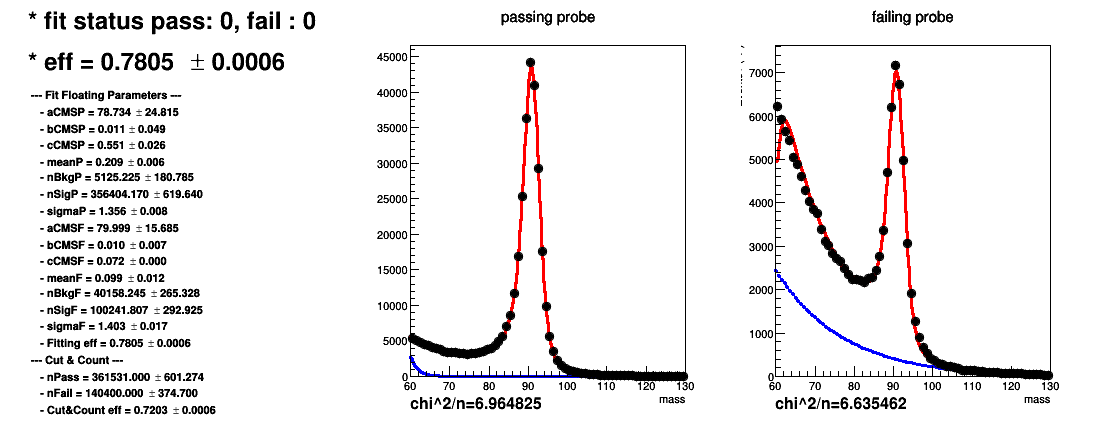 * fit status pass: 0, fail : 0
* eff = 0.7805 ± 0.0006
--- Fit Floating Parameters ---
- aCMSP = 78.734 ± 24.815
- bCMSP = 0.011 ± 0.049
- cCMSP = 0.551 ± 0.026
- meanP = 0.209 ± 0.006
- nBkgP = 5125.225 ± 180.785
- nSigP = 356404.170 ± 619.640
- sigmaP = 1.356 ± 0.008
- aCMSF = 79.999 ± 15.685
- bCMSF = 0.010 ± 0.007
- cCMSF = 0.072 ± 0.000
- meanF = 0.099 ± 0.012
- nBkgF = 40158.245 ± 265.328
- nSigF = 100241.807 ± 292.925
- sigmaF = 1.403 ± 0.017
- Fitting eff = 0.7805 ± 0.0006
--- Cut & Count ---
- nPass = 361531.000 ± 601.274
- nFail = 140400.000 ± 374.700
- Cut&Count eff = 0.7203 ± 0.0006
passing probe
45000
40000
35000
30000
25000
20000
15000
10000
5000
0
60 70 80 90 100 110 120 130
mass
chi^2/n=6.964825
failing probe
7000
6000
5000
4000
3000
2000
1000
0
60 70 80 90 100 110 120 130
mass
chi^2/n=6.635462